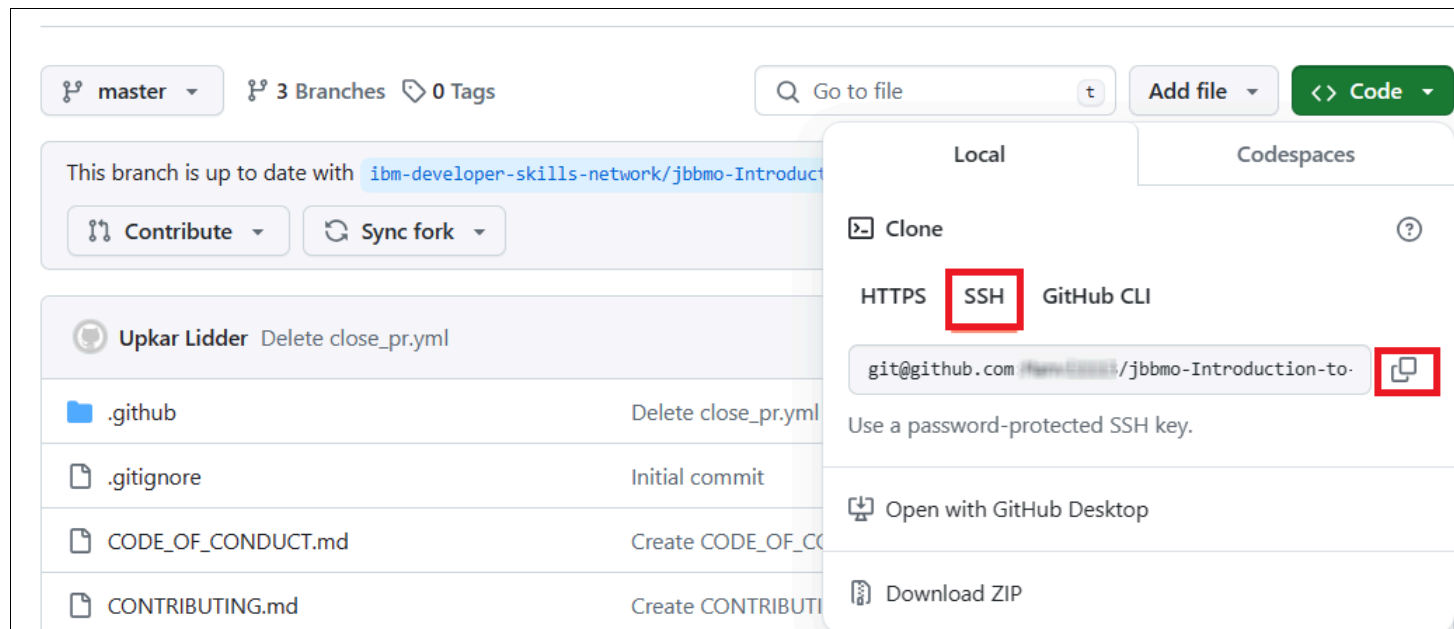 master 3 Branches 0 Tags Go to file t Add file <> Code
Local Codespaces
This branch is up to date with ibm-developer-skills-network/jbbmo-Introduct
Contribute Sync fork
Clone
HTTPS SSH GitHub CLI
Upkar Lidder Delete close_pr.yml
git@github.com /jbbmo-Introduction-to-
.github Delete close_pr.yml
Use a password-protected SSH key.
.gitignore Initial commit
Open with GitHub Desktop
CODE_OF_CONDUCT.md Create CODE_OF_CO
CONTRIBUTING.md Create CONTRIBUTI
Download ZIP